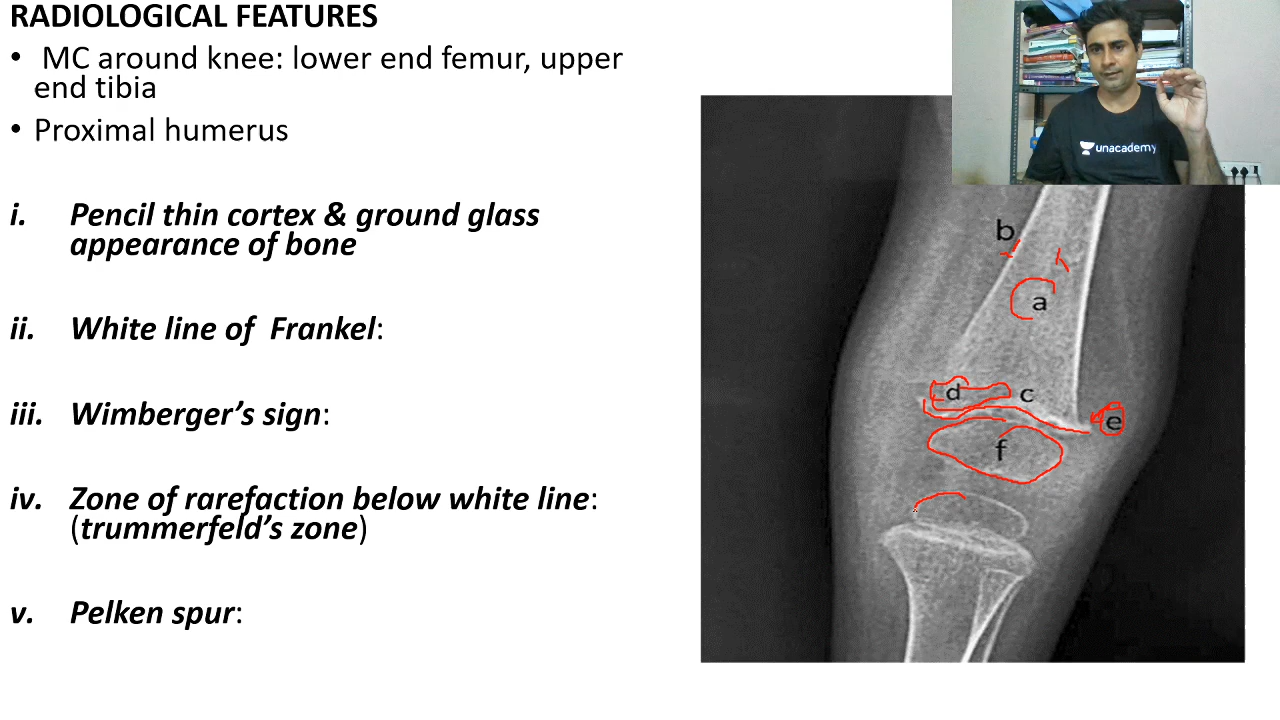 RADIOLOGICAL FEATURES
• MC around knee: lower end femur, upper
end tibia
• Proximal humerus
i. Pencil thin cortex & ground glass
appearance of bone
ii. White line of Frankel:
iii. Wimberger’s sign:
iv. Zone of rarefaction below white line:
(trummerfeld’s zone)
v. Pelken spur:
unacademy
b
a
d c
e
f